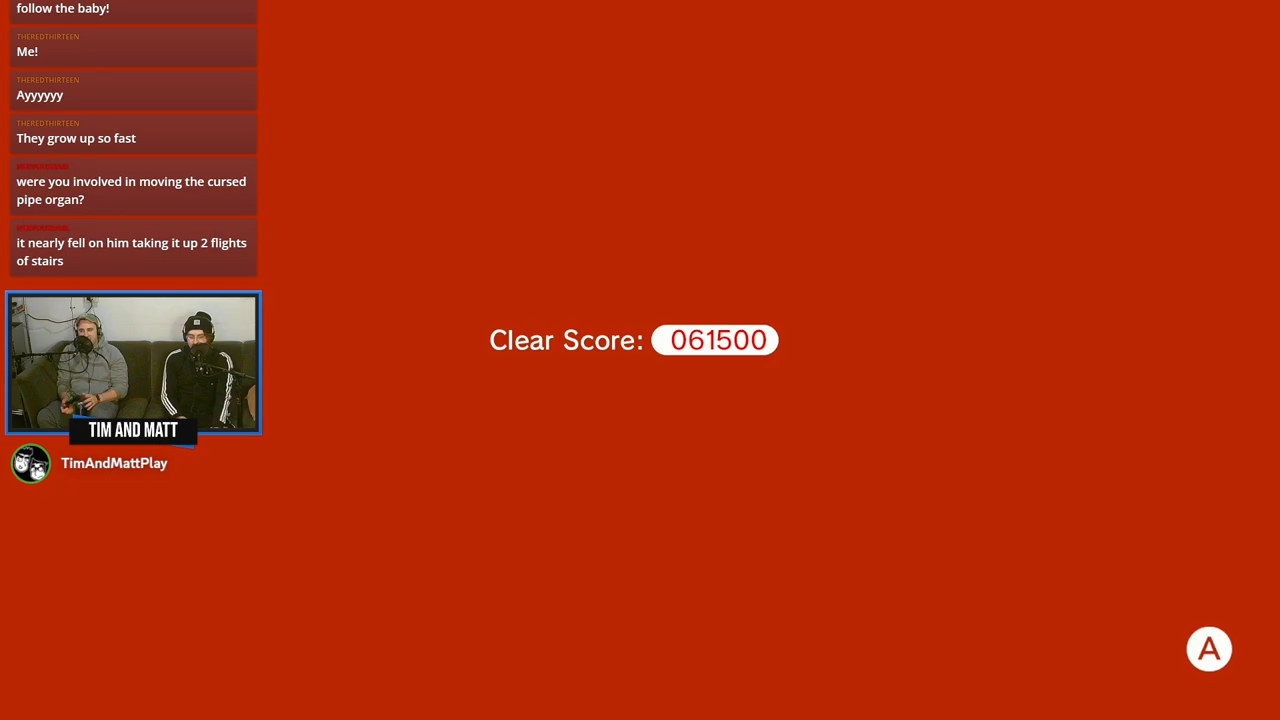 follow the baby!
THEREDTHIRTEEN
Me!
THEREDTHIRTEEN
Ayyyyyy
THEREDTHIRTEEN
They grow up so fast
were you involved in moving the cursed
pipe organ?
it nearly fell on him taking it up 2 flights
of stairs
Clear Score: 061500
TIM AND MATT
TimAndMattPlay
A